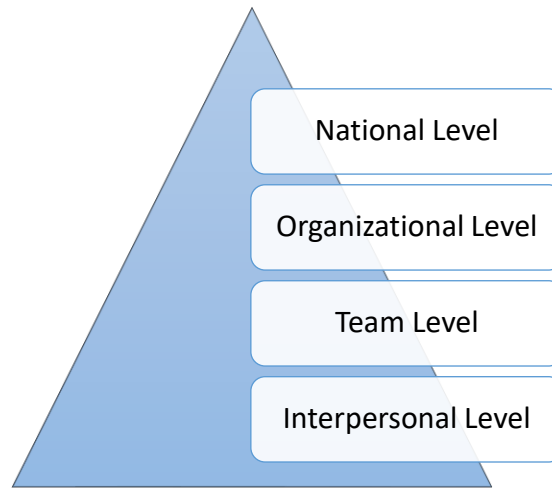 National Level
Organizational Level
Team Level
Interpersonal Level